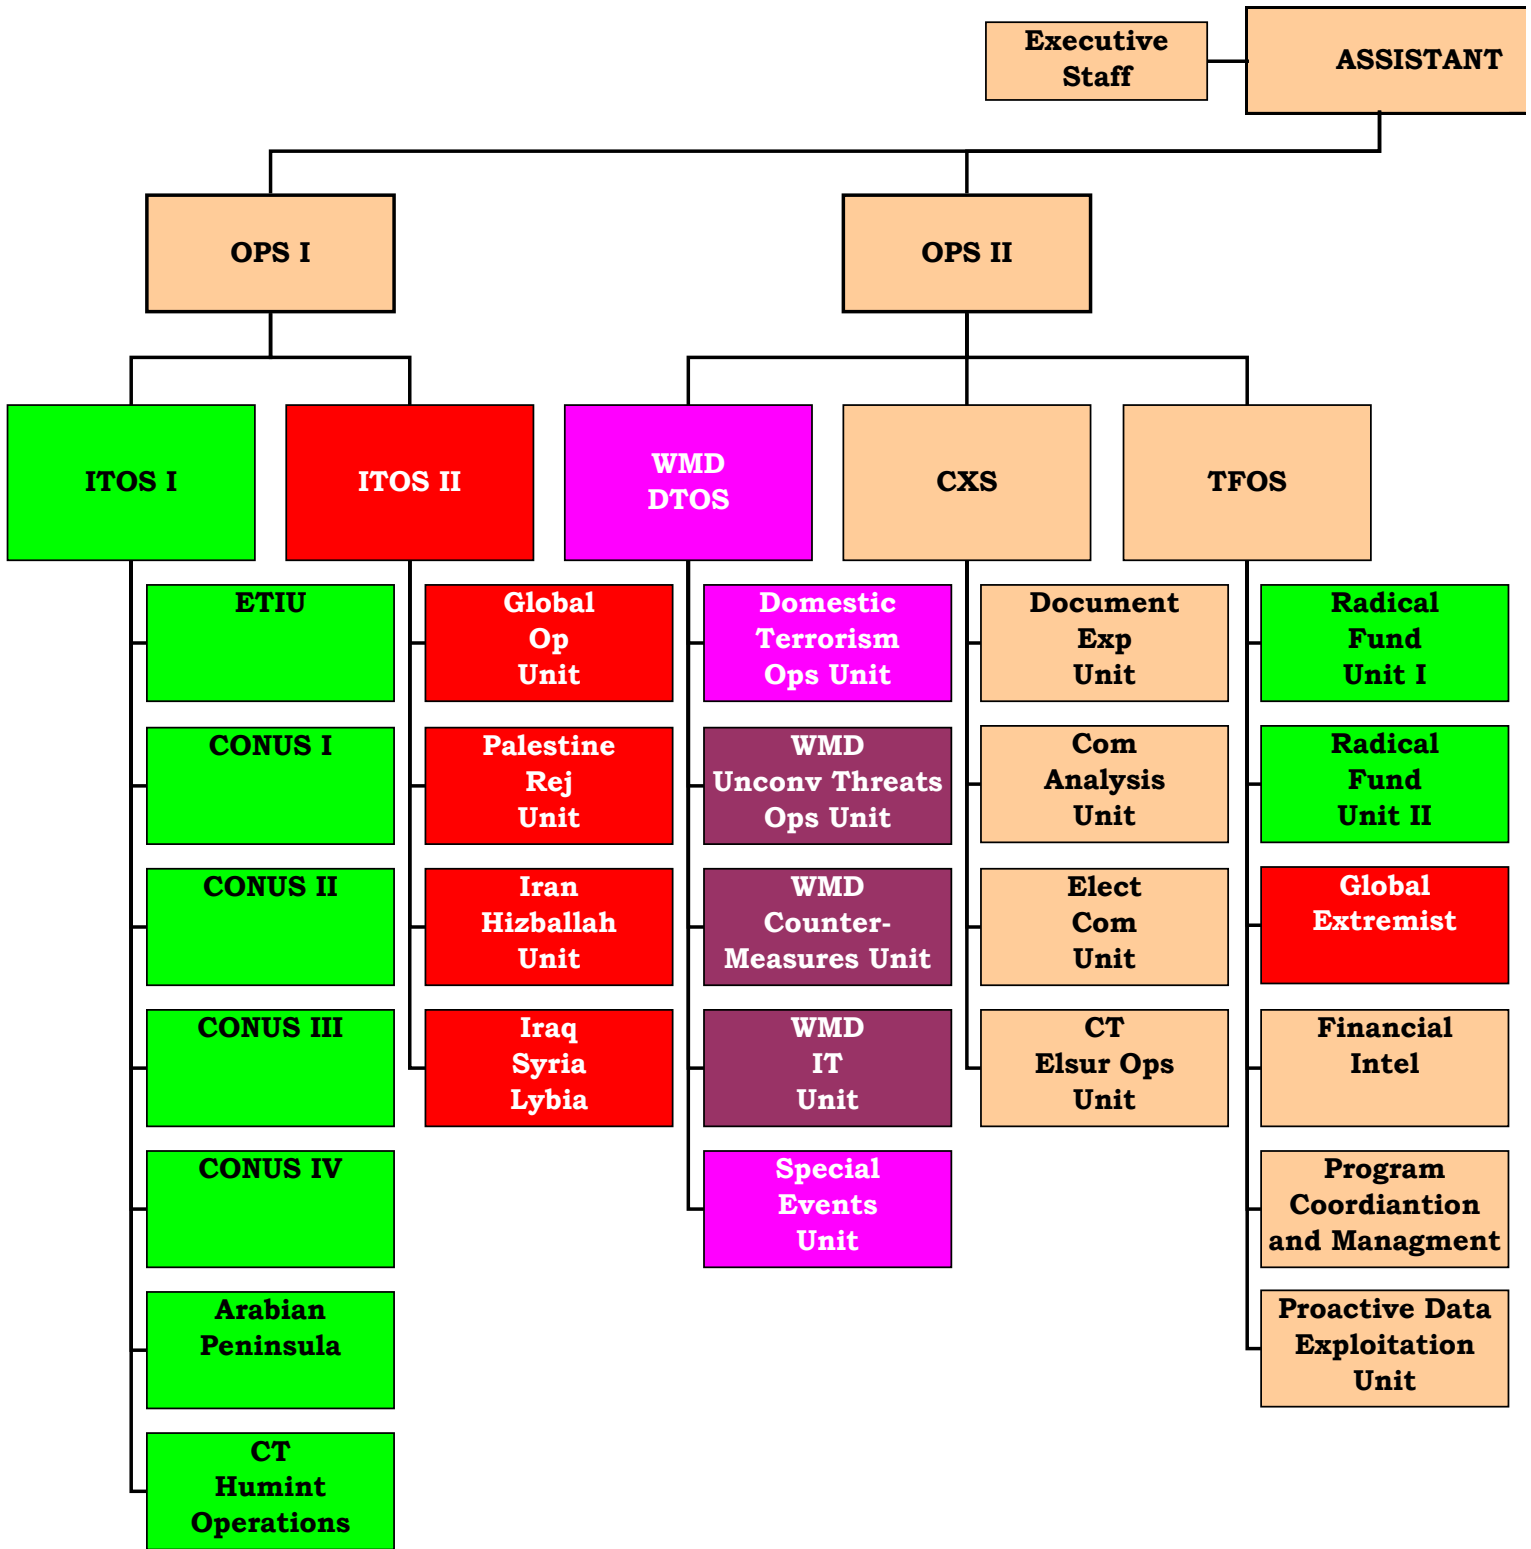 Executive
Staff
ASSISTANT
OPS I
OPS II
ITOS I
ITOS II
WMD
DTOS
CXS
TFOS
ETIU
CONUS I
CONUS II
CONUS III
CONUS IV
Arabian
Peninsula
CT
Humint
Operations
Global
Op
Unit
Palestine
Rej
Unit
Iran
Hizballah
Unit
Iraq
Syria
Lybia
Domestic
Terrorism
Ops Unit
WMD
Unconv Threats
Ops Unit
WMD
Counter-
Measures Unit
WMD
IT
Unit
Special
Events
Unit
Document
Exp
Unit
Com
Analysis
Unit
Elect
Com
Unit
CT
Elsur Ops
Unit
Radical
Fund
Unit I
Radical
Fund
Unit II
Global
Extremist
Financial
Intel
Program
Coordiantion
and Managment
Proactive Data
Exploitation
Unit